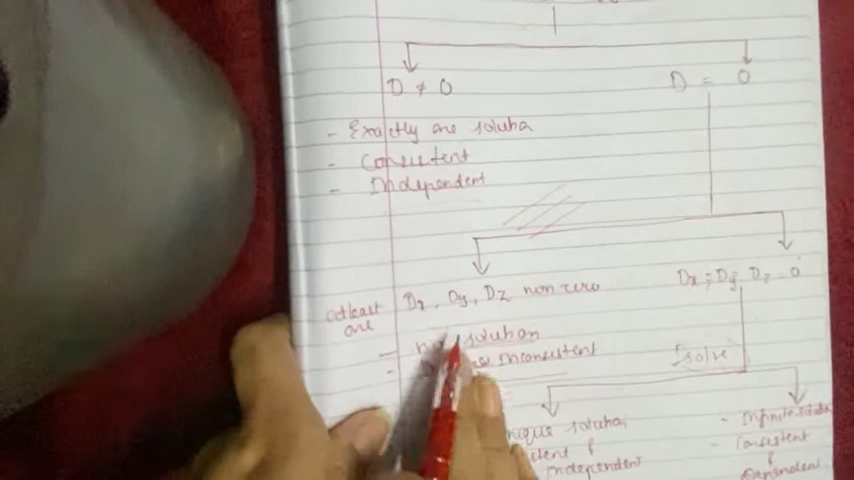 D ≠ 0
D = 0
- Exactly one solution
- Consistent
- Independent
Atleast one
Dx, Dy, Dz non zero
Dx = Dy = Dz = 0
- no solution
- inconsistent
"solve"
unique solution
&
independent
- Infinite solution
- Consistent
&
Dependent